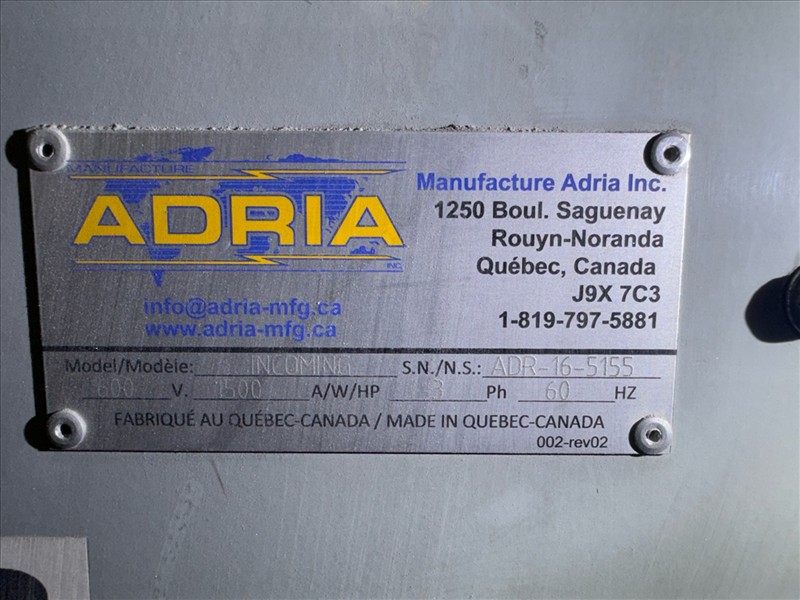 MANUFACTURE
ADRIA
INC.
info@adria-mfg.ca
www.adria-mfg.ca
Manufacture Adria Inc.
1250 Boul. Saguenay
Rouyn-Noranda
Québec, Canada
J9X 7C3
1-819-797-5881
Model/Modèle: INCOMING S.N./N.S.: ADR-16-5155
600 V. 1500 A/W/HP 3 Ph 60 HZ
FABRIQUÉ AU QUÉBEC-CANADA / MADE IN QUEBEC-CANADA
002-rev02